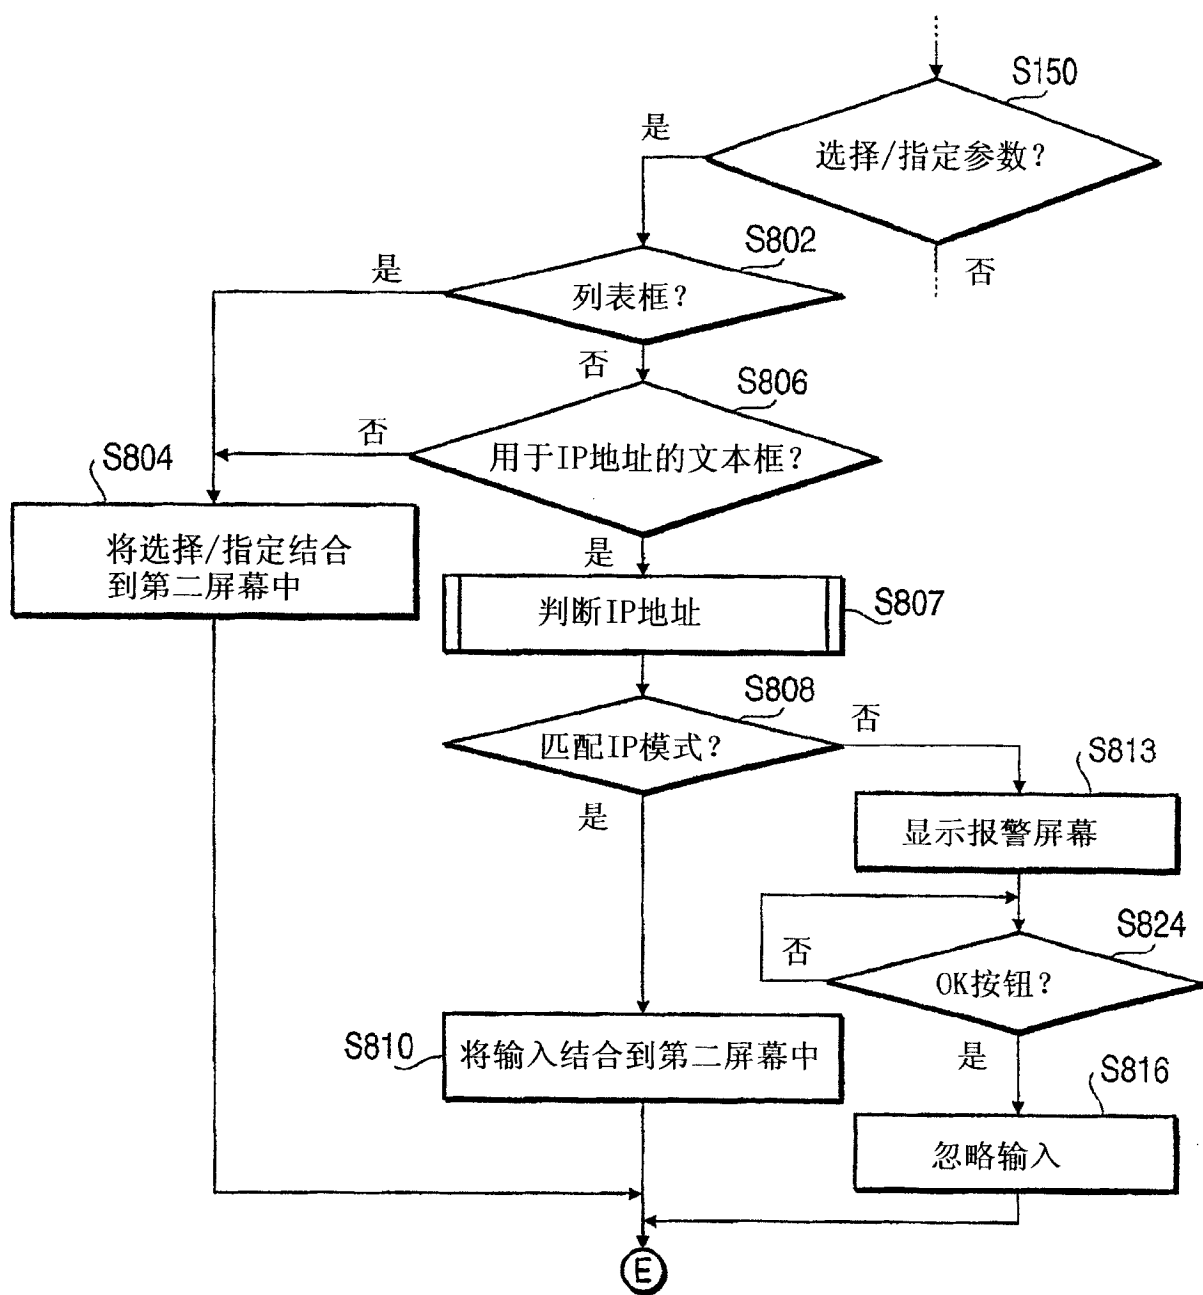 S150
选择/指定参数?
是
否
S802
列表框?
是
否
S806
用于IP地址的文本框?
否
是
S804
将选择/指定结合
到第二屏幕中
判断IP地址
S807
S808
匹配IP模式?
否
是
S813
显示报警屏幕
S824
OK按钮?
否
是
S810
将输入结合到第二屏幕中
S816
忽略输入
E